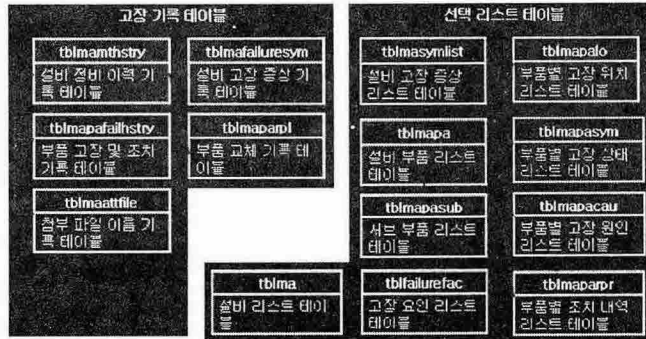 고장 기록 테이블
tblmamthstry
설비 정비 이력 기
록 테이블
tblmafailuresym
설비 고장 증상 기
록 테이블
tblmapafailhstry
부품 고장 및 조치
기록 테이블
tblmaparpl
부품 교체 기록 테
이블
tblmaattfile
첨부 파일 이름 기
록 테이블
선택 리스트 테이블
tblmasymlist
설비 고장 증상
리스트 테이블
tblmapalo
부품별 고장 위치
리스트 테이블
tblmapa
설비 부품 리스트
테이블
tblmapasym
부품별 고장 상태
리스트 테이블
tblmapasub
서브 부품 리스트
테이블
tblmapacau
부품별 고장 원인
리스트 테이블
tblma
설비 리스트 테이
블
tblfailurefac
고장 요인 리스트
테이블
tblmaparpr
부품별 조치 내역
리스트 테이블